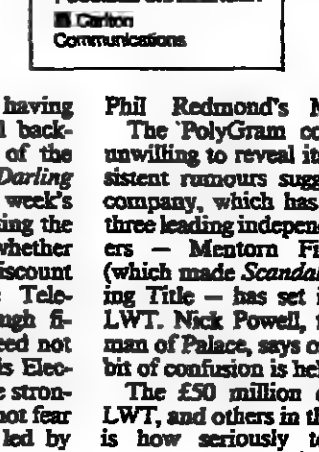 Carlton
Communications
having
back-
of the
Darling
week's
ing the
whether
iscount
Tele-
ugh fi-
eed not
is Elec-
e stron-
not fear
led by
Phil Redmond's M
The PolyGram co
unwilling to reveal it
sistent rumours sugg
company, which has
three leading indepen
ers — Mentorn Fi
(which made Scandal
ing Title — has set i
LWT. Nick Powell, f
man of Palace, says o
bit of confusion is hel
The £50 million
LWT, and others in th
is how seriously t